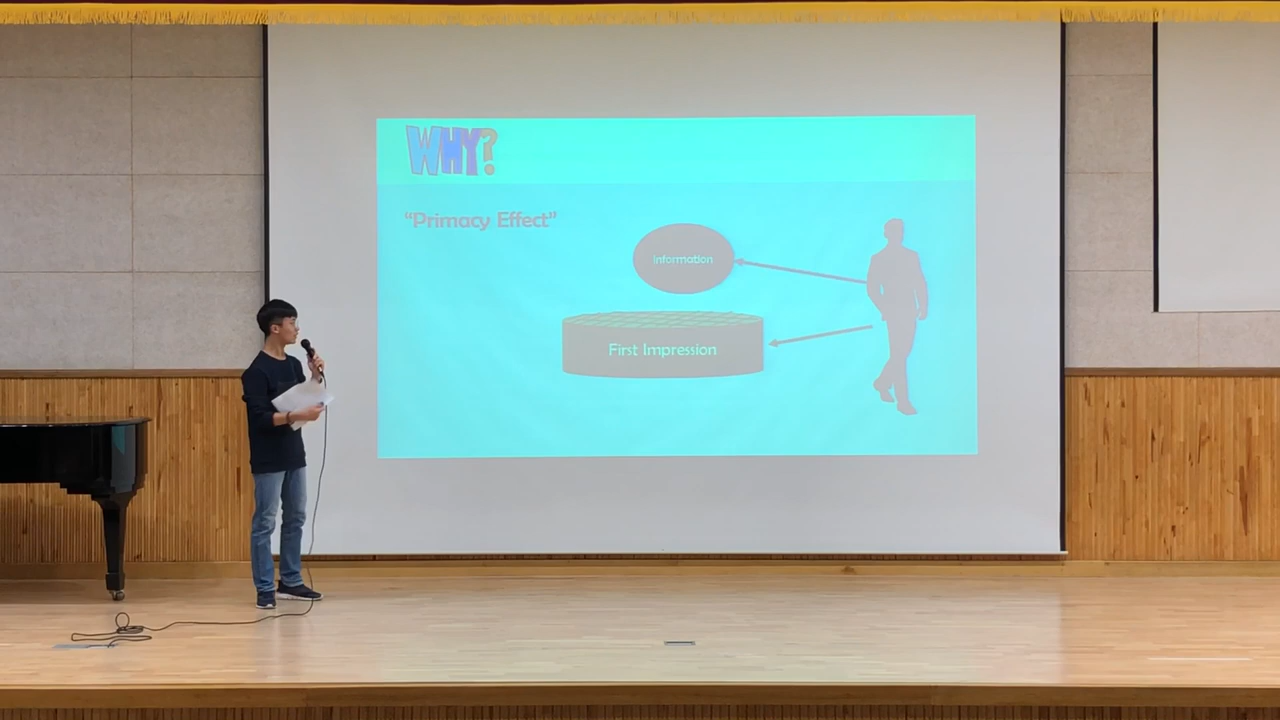 WHY?
“Primacy Effect”
Information
First Impression